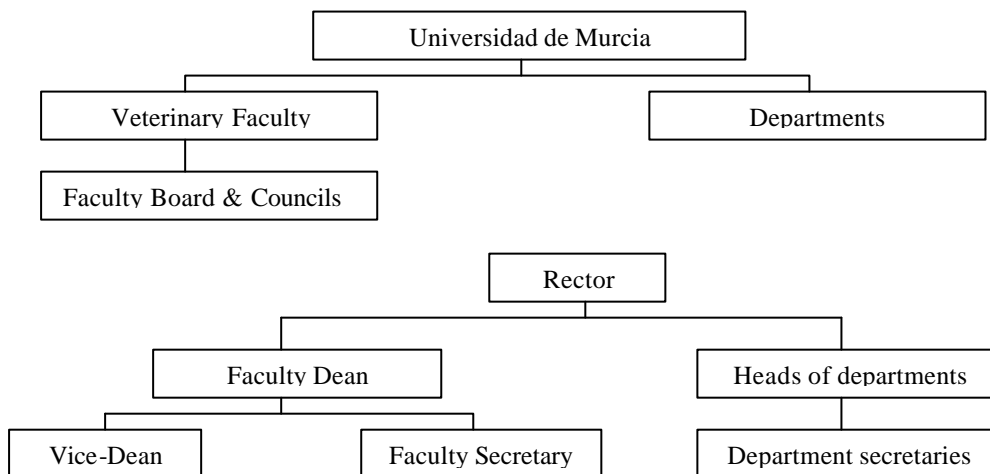 Universidad de Murcia
Veterinary Faculty
Departments
Faculty Board & Councils
Rector
Faculty Dean
Heads of departments
Vice-Dean
Faculty Secretary
Department secretaries